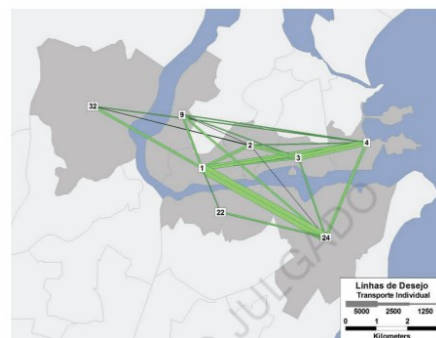 32
9
2
4
3
1
22
24
JULGADO
Linhas de Desejo
Transporte Individual
5000 2500 1250
0 1 2
Kilometers